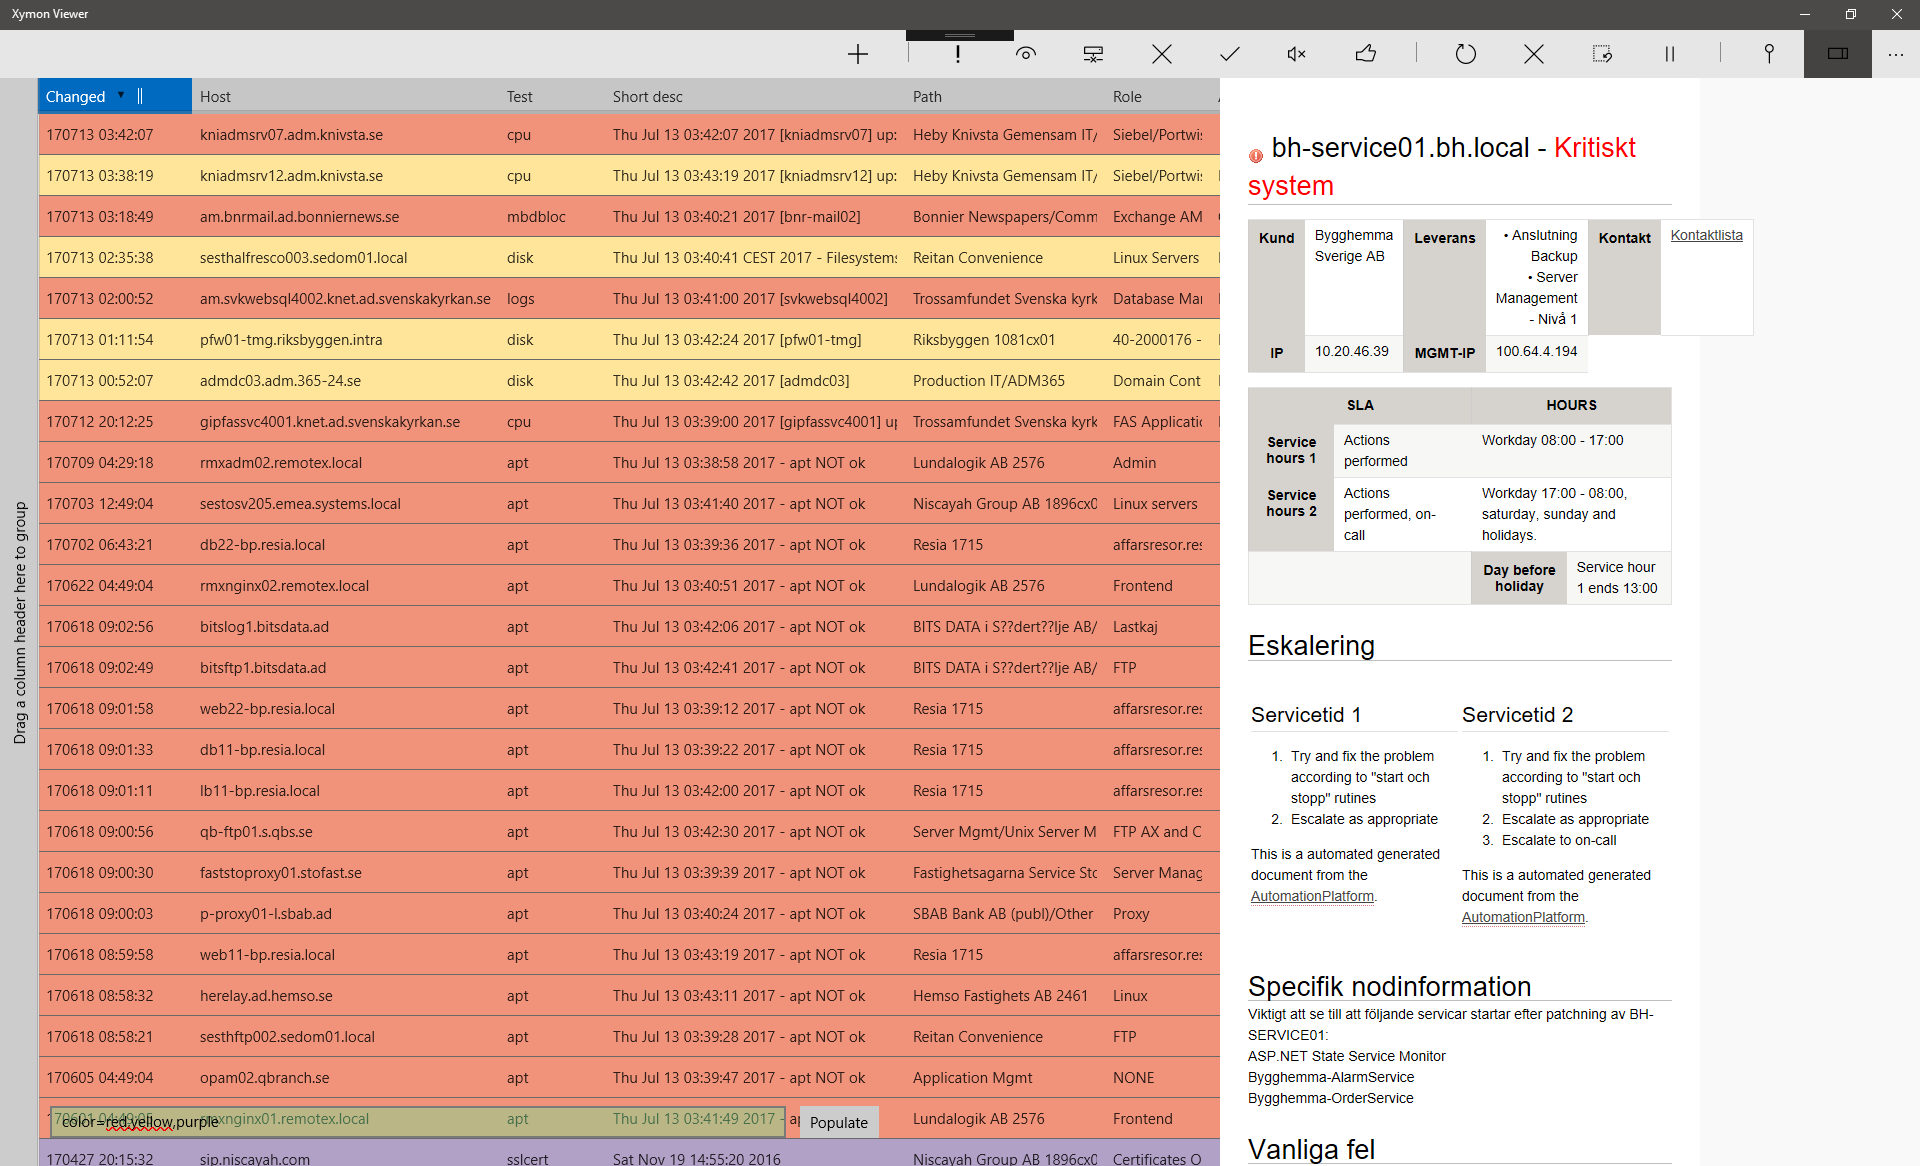 Xymon Viewer
Changed Host Test Short desc Path Role
170713 03:42:07 kniadmsrv07.adm.knivsta.se cpu Thu Jul 13 03:42:07 2017 [kniadmsrv07] up: Heby Knivsta Gemensam IT/ Siebel/Portwi
170713 03:38:19 kniadmsrv12.adm.knivsta.se cpu Thu Jul 13 03:43:19 2017 [kniadmsrv12] up: Heby Knivsta Gemensam IT/ Siebel/Portwi
170713 03:18:49 am.bnrmail.ad.bonniernews.se mbdbloc Thu Jul 13 03:40:21 2017 [bnr-mail02] Bonnier Newspapers/Comm Exchange AM
170713 02:35:38 sesthalfresco003.sedom01.local disk Thu Jul 13 03:40:41 CEST 2017 - Filesystems Reitan Convenience Linux Servers
170713 02:00:52 am.svkwebsql4002.knet.ad.svenskakyrkan.se logs Thu Jul 13 03:41:00 2017 [svkwebsql4002] Trossamfundet Svenska kyrk Database Ma
170713 01:11:54 pfw01-tmg.riksbyggen.intra disk Thu Jul 13 03:42:24 2017 [pfw01-tmg] Riksbyggen 1081cx01 40-2000176 -
170713 00:52:07 admdc03.adm.365-24.se disk Thu Jul 13 03:42:42 2017 [admdc03] Production IT/ADM365 Domain Cont
170712 20:12:25 gipfassvc4001.knet.ad.svenskakyrkan.se cpu Thu Jul 13 03:39:00 2017 [gipfassvc4001] up Trossamfundet Svenska kyrk FAS Applicatic
170709 04:29:18 rmxadm02.remotex.local apt Thu Jul 13 03:38:58 2017 - apt NOT ok Lundalogik AB 2576 Admin
170703 12:49:04 sestosv205.emea.systems.local apt Thu Jul 13 03:41:40 2017 - apt NOT ok Niscayah Group AB 1896cx0 Linux servers
170702 06:43:21 db22-bp.resia.local apt Thu Jul 13 03:39:36 2017 - apt NOT ok Resia 1715 affarsresor.res
170622 04:49:04 rmxnginx02.remotex.local apt Thu Jul 13 03:40:51 2017 - apt NOT ok Lundalogik AB 2576 Frontend
170618 09:02:56 bitslog1.bitsdata.ad apt Thu Jul 13 03:42:06 2017 - apt NOT ok BITS DATA i S??dert??lje AB/ Lastkaj
170618 09:02:49 bitsftp1.bitsdata.ad apt Thu Jul 13 03:42:41 2017 - apt NOT ok BITS DATA i S??dert??lje AB/ FTP
170618 09:01:58 web22-bp.resia.local apt Thu Jul 13 03:39:12 2017 - apt NOT ok Resia 1715 affarsresor.res
170618 09:01:33 db11-bp.resia.local apt Thu Jul 13 03:39:22 2017 - apt NOT ok Resia 1715 affarsresor.res
170618 09:01:11 lb11-bp.resia.local apt Thu Jul 13 03:42:00 2017 - apt NOT ok Resia 1715 affarsresor.res
170618 09:00:56 qb-ftp01.s.qbs.se apt Thu Jul 13 03:42:30 2017 - apt NOT ok Server Mgmt/Unix Server M FTP AX and C
170618 09:00:30 faststoproxy01.stofast.se apt Thu Jul 13 03:39:39 2017 - apt NOT ok Fastighetsagarna Service Stc Server Manag
170618 09:00:03 p-proxy01-l.sbab.ad apt Thu Jul 13 03:40:24 2017 - apt NOT ok SBAB Bank AB (publ)/Other Proxy
170618 08:59:58 web11-bp.resia.local apt Thu Jul 13 03:43:19 2017 - apt NOT ok Resia 1715 affarsresor.res
170618 08:58:32 herelay.ad.hemso.se apt Thu Jul 13 03:43:11 2017 - apt NOT ok Hemso Fastighets AB 2461 Linux
170618 08:58:21 sesthftp002.sedom01.local apt Thu Jul 13 03:39:28 2017 - apt NOT ok Reitan Convenience FTP
170605 04:49:04 opam02.qbranch.se apt Thu Jul 13 03:39:47 2017 - apt NOT ok Application Mgmt NONE
170601 04:49:05 rmxnginx01.remotex.local apt Thu Jul 13 03:41:49 2017 - ap Lundalogik AB 2576 Frontend
color=red,yellow,purple Populate
170427 20:15:32 sip.niscayah.com sslcert Sat Nov 19 14:55:20 2016 Niscayah Group AB 1896cx0 Certificates O
Drag a column header here to group
bh-service01.bh.local - Kritiskt
system
Kund Bygghemma Sverige AB Leverans • Anslutning Backup • Server Management - Nivå 1 Kontakt Kontaktlista
IP 10.20.46.39 MGMT-IP 100.64.4.194
SLA HOURS
Service hours 1 Actions performed Workday 08:00 - 17:00
Service hours 2 Actions performed, on-call Workday 17:00 - 08:00, saturday, sunday and holidays.
Day before holiday Service hour 1 ends 13:00
Eskalering
Servicetid 1
1. Try and fix the problem
according to "start och
stopp" rutines
2. Escalate as appropriate
This is a automated generated
document from the
AutomationPlatform.
Servicetid 2
1. Try and fix the problem
according to "start och
stopp" rutines
2. Escalate as appropriate
3. Escalate to on-call
This is a automated generated
document from the
AutomationPlatform.
Specifik nodinformation
Viktigt att se till att följande servicar startar efter patchning av BH-
SERVICE01:
ASP.NET State Service Monitor
Bygghemma-AlarmService
Bygghemma-OrderService
Vanliga fel